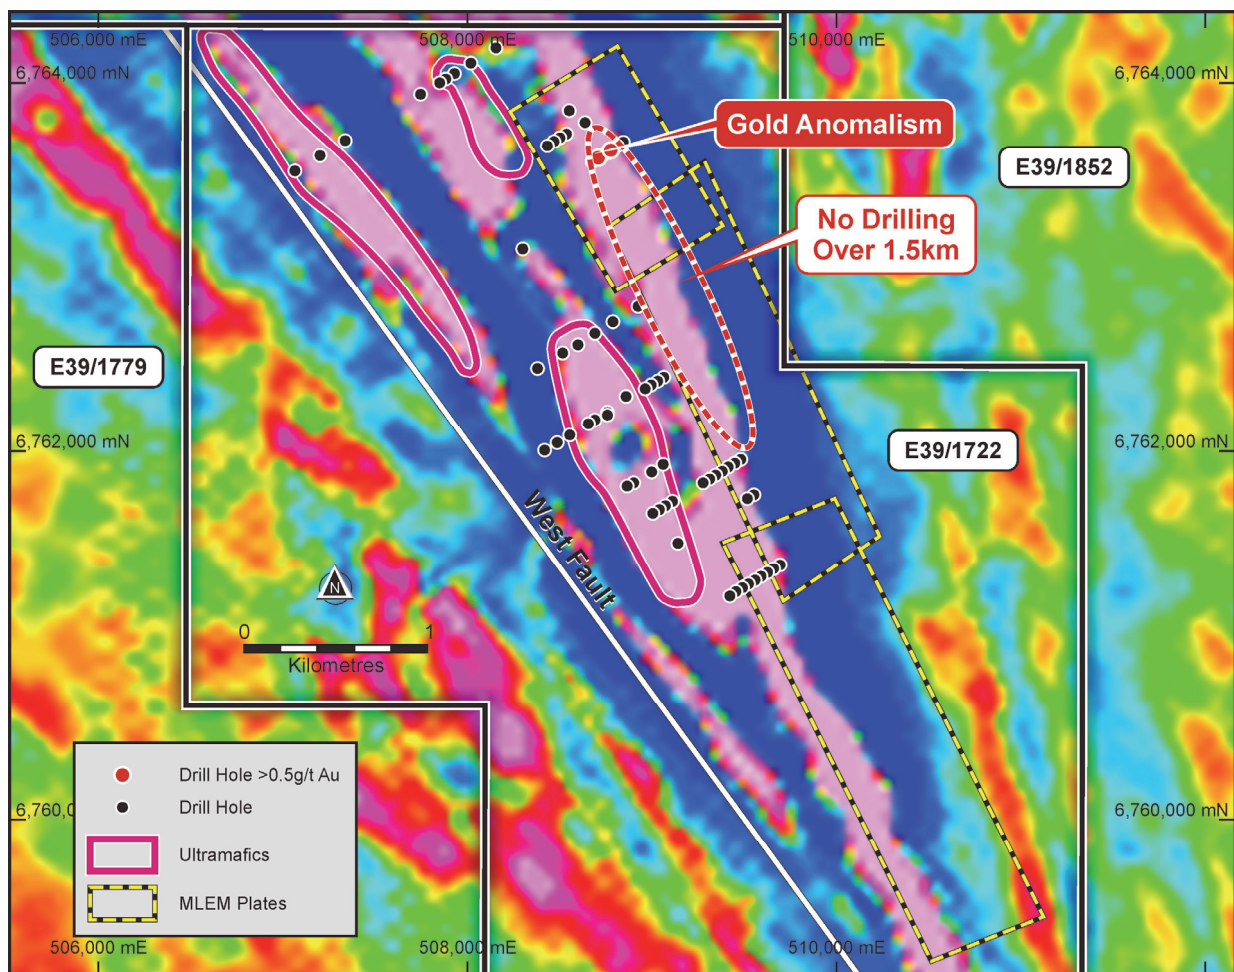 506,000 mE
508,000 mE
510,000 mE
6,764,000 mN
6,764,000 mN
Gold Anomalism
E39/1852
No Drilling
Over 1.5km
E39/1779
6,762,000 mN
E39/1722
6,762,000 mN
West Fault
N
0 1
Kilometres
Drill Hole >0.5g/t Au
Drill Hole
6,760,0
6,760,000 mN
Ultramafics
MLEM Plates
506,000 mE
508,000 mE
510,000 mE